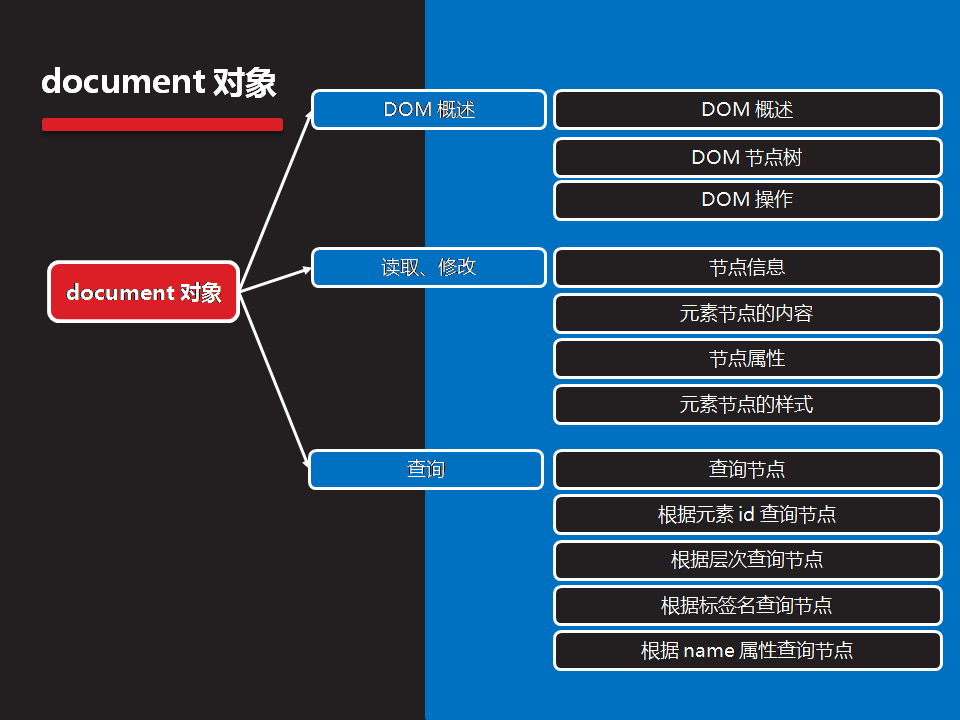 document 对象
document 对象
DOM 概述
DOM 概述
DOM 节点树
DOM 操作
读取、修改
节点信息
元素节点的内容
节点属性
元素节点的样式
查询
查询节点
根据元素 id 查询节点
根据层次查询节点
根据标签名查询节点
根据 name 属性查询节点